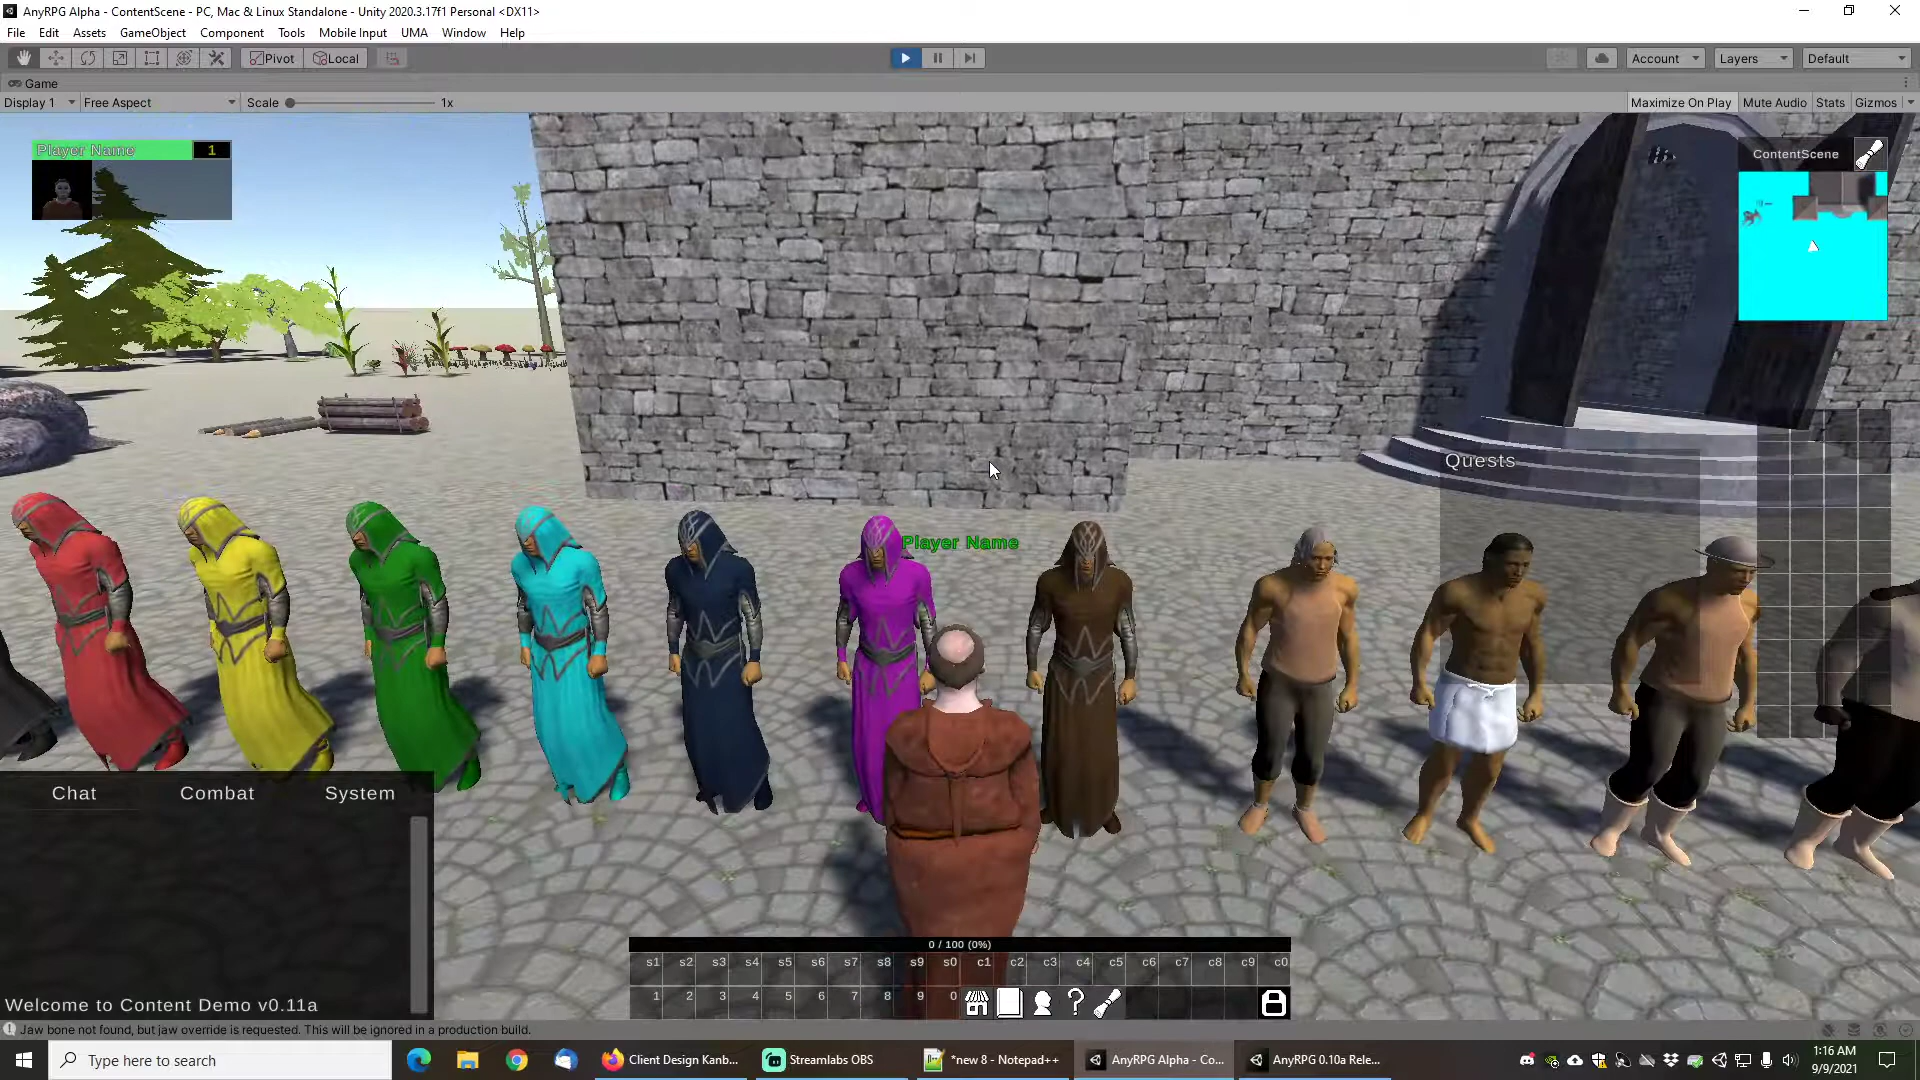 AnyRPG Alpha - ContentScene - PC, Mac & Linux Standalone - Unity 2020.3.17f1 Personal <DX11>
File Edit Assets GameObject Component Tools Mobile Input UMA Window Help
Pivot Local Account Layers Default
Game
Display 1 Free Aspect Scale 1x Maximize On Play Mute Audio Stats Gizmos
Player Name 1
ContentScene
Quests
Player Name
Chat Combat System
Welcome to Content Demo v0.11a
0 / 100 (0%)
s1 s2 s3 s4 s5 s6 s7 s8 s9 s0 c1 c2 c3 c4 c5 c6 c7 c8 c9 c0
1 2 3 4 5 6 7 8 9 0
Jaw bone not found, but jaw override is requested. This will be ignored in a production build.
Type here to search
Client Design Kanb...
Streamlabs OBS
*new 8 - Notepad++
AnyRPG Alpha - Co...
AnyRPG 0.10a Rele...
1:16 AM
9/9/2021